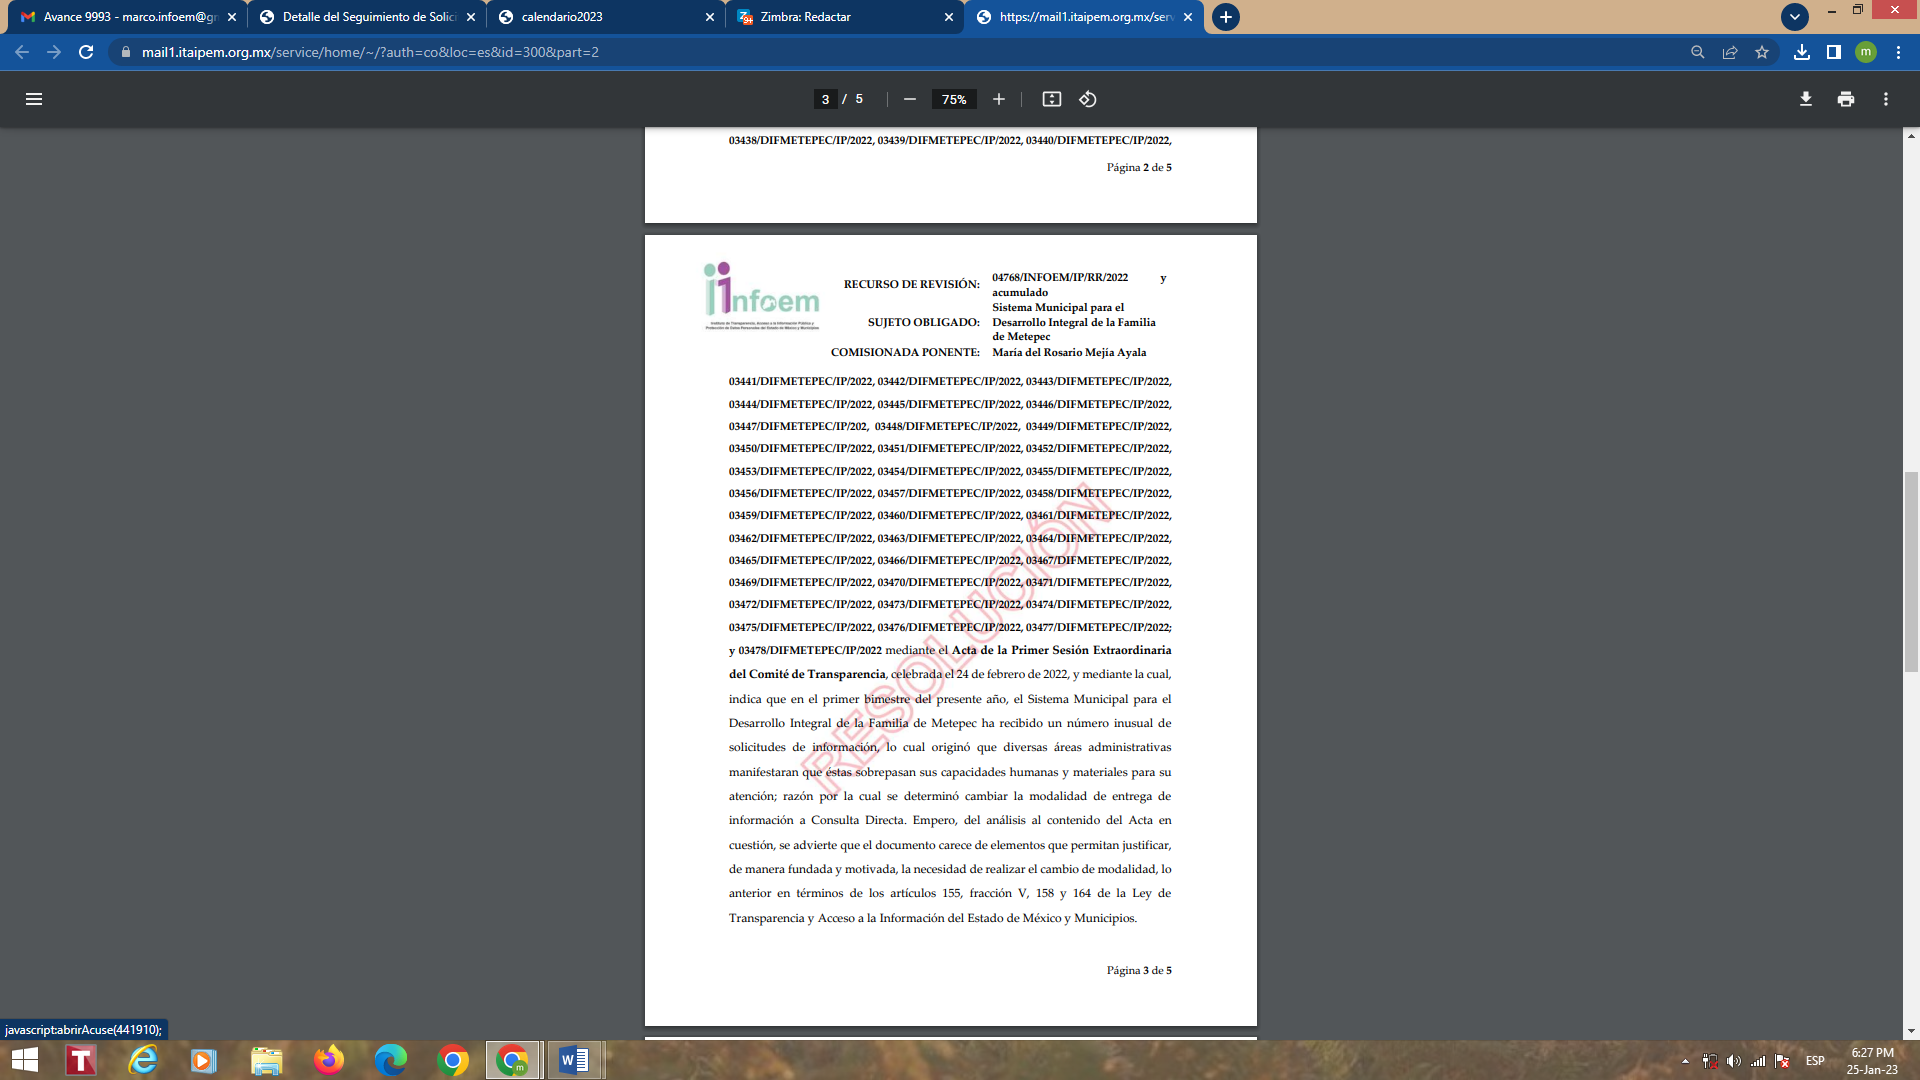 Avance 9993 - marco.infoem@gm
Detalle del Seguimiento de Solici
calendario2023
Zimbra: Redactar
https://mail1.itaipem.org.mx/serv
mail1.itaipem.org.mx/service/home/~/?auth=co&loc=es&id=300&part=2
m
3 / 5
75%
03438/DIFMETEPEC/IP/2022, 03439/DIFMETEPEC/IP/2022, 03440/DIFMETEPEC/IP/2022,
Página 2 de 5
infoem
Instituto de Transparencia, Acceso a la Información Pública y
Protección de Datos Personales del Estado de México y Municipios
RECURSO DE REVISIÓN: 04768/INFOEM/IP/RR/2022 y
acumulado
SUJETO OBLIGADO: Sistema Municipal para el
Desarrollo Integral de la Familia
de Metepec
COMISIONADA PONENTE: María del Rosario Mejía Ayala
03441/DIFMETEPEC/IP/2022, 03442/DIFMETEPEC/IP/2022, 03443/DIFMETEPEC/IP/2022,
03444/DIFMETEPEC/IP/2022, 03445/DIFMETEPEC/IP/2022, 03446/DIFMETEPEC/IP/2022,
03447/DIFMETEPEC/IP/202, 03448/DIFMETEPEC/IP/2022, 03449/DIFMETEPEC/IP/2022,
03450/DIFMETEPEC/IP/2022, 03451/DIFMETEPEC/IP/2022, 03452/DIFMETEPEC/IP/2022,
03453/DIFMETEPEC/IP/2022, 03454/DIFMETEPEC/IP/2022, 03455/DIFMETEPEC/IP/2022,
03456/DIFMETEPEC/IP/2022, 03457/DIFMETEPEC/IP/2022, 03458/DIFMETEPEC/IP/2022,
03459/DIFMETEPEC/IP/2022, 03460/DIFMETEPEC/IP/2022, 03461/DIFMETEPEC/IP/2022,
03462/DIFMETEPEC/IP/2022, 03463/DIFMETEPEC/IP/2022, 03464/DIFMETEPEC/IP/2022,
03465/DIFMETEPEC/IP/2022, 03466/DIFMETEPEC/IP/2022, 03467/DIFMETEPEC/IP/2022,
03469/DIFMETEPEC/IP/2022, 03470/DIFMETEPEC/IP/2022, 03471/DIFMETEPEC/IP/2022,
03472/DIFMETEPEC/IP/2022, 03473/DIFMETEPEC/IP/2022, 03474/DIFMETEPEC/IP/2022,
03475/DIFMETEPEC/IP/2022, 03476/DIFMETEPEC/IP/2022, 03477/DIFMETEPEC/IP/2022;
y 03478/DIFMETEPEC/IP/2022 mediante el Acta de la Primer Sesión Extraordinaria
del Comité de Transparencia, celebrada el 24 de febrero de 2022, y mediante la cual,
indica que en el primer bimestre del presente año, el Sistema Municipal para el
Desarrollo Integral de la Familia de Metepec ha recibido un número inusual de
solicitudes de información, lo cual originó que diversas áreas administrativas
manifestaran que éstas sobrepasan sus capacidades humanas y materiales para su
atención; razón por la cual se determinó cambiar la modalidad de entrega de
información a Consulta Directa. Empero, del análisis al contenido del Acta en
cuestión, se advierte que el documento carece de elementos que permitan justificar,
de manera fundada y motivada, la necesidad de realizar el cambio de modalidad, lo
anterior en términos de los artículos 155, fracción V, 158 y 164 de la Ley de
Transparencia y Acceso a la Información del Estado de México y Municipios.
RESOLUCIÓN
Página 3 de 5
javascript:abrirAcuse(441910);
ESP
6:27 PM
25-Jan-23